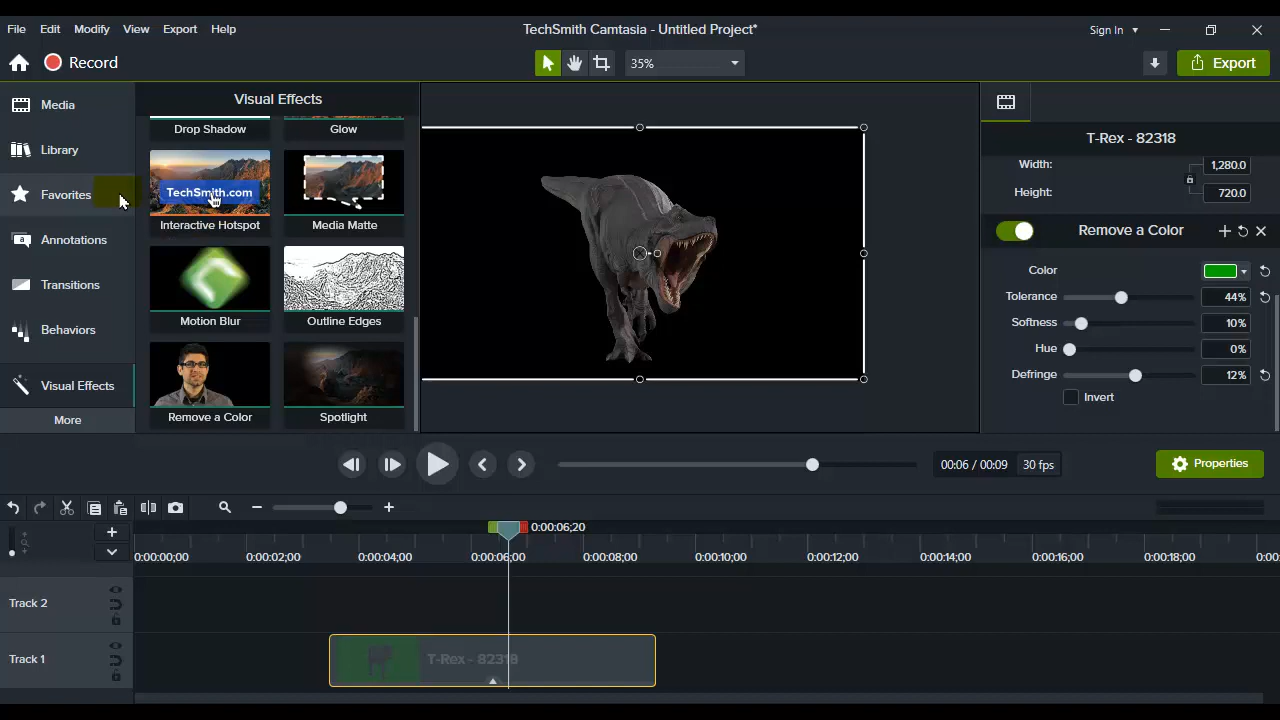 File Edit Modify View Export Help
TechSmith Camtasia - Untitled Project*
Sign In
Record
35%
Export
Media
Library
Favorites
Annotations
Transitions
Behaviors
Visual Effects
More
Visual Effects
Drop Shadow
Glow
TechSmith.com
Interactive Hotspot
Media Matte
Motion Blur
Outline Edges
Remove a Color
Spotlight
T-Rex - 82318
Width: 1,280.0
Height: 720.0
Remove a Color
Color
Tolerance 44%
Softness 10%
Hue 0%
Defringe 12%
Invert
00:06 / 00:09 30 fps
Properties
0:00:06;20
0:00:00;00 0:00:02;00 0:00:04;00 0:00:06;00 0:00:08;00 0:00:10;00 0:00:12;00 0:00:14;00 0:00:16;00 0:00:18;00 0:00
Track 2
Track 1
T-Rex - 82318